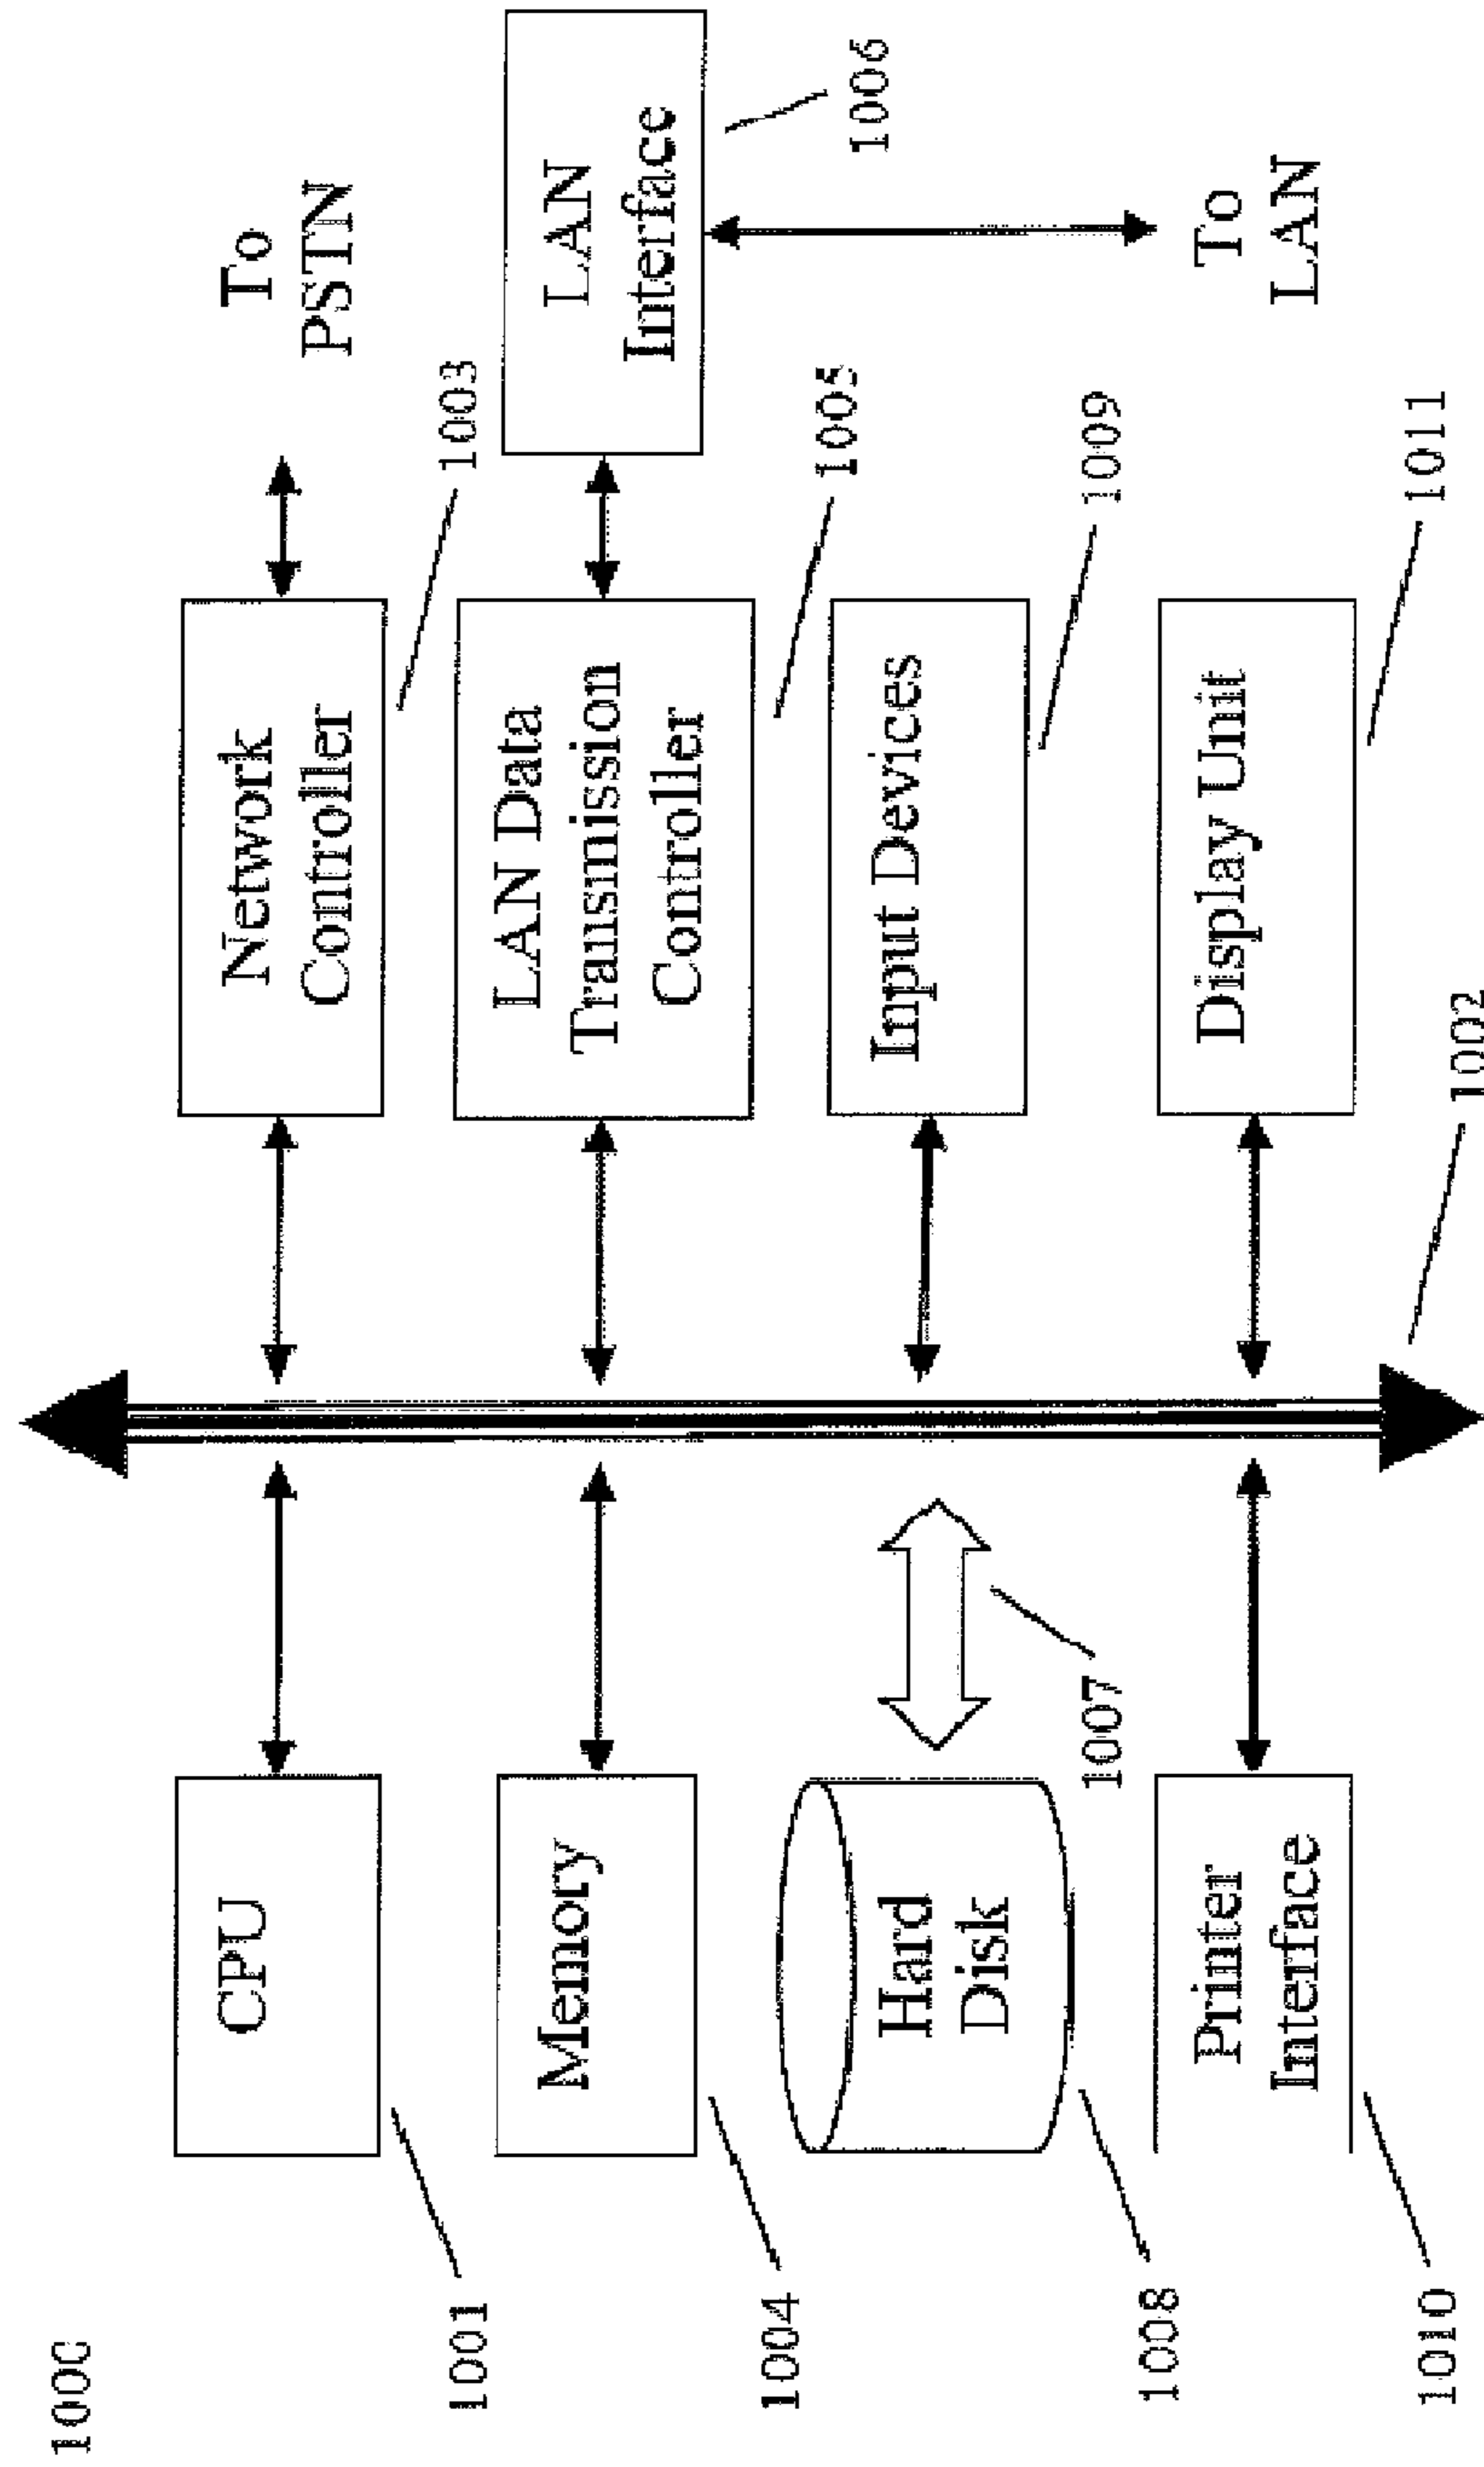 1000
CPU
1001
Network
Controller
1003
To
PSTN
Memory
1004
LAN Data
Transmission
Controller
1005
LAN
Interface
1006
Hard
Disk
1008
1007
Input Devices
1009
To
LAN
Printer
Interface
1010
Display Unit
1011
1002